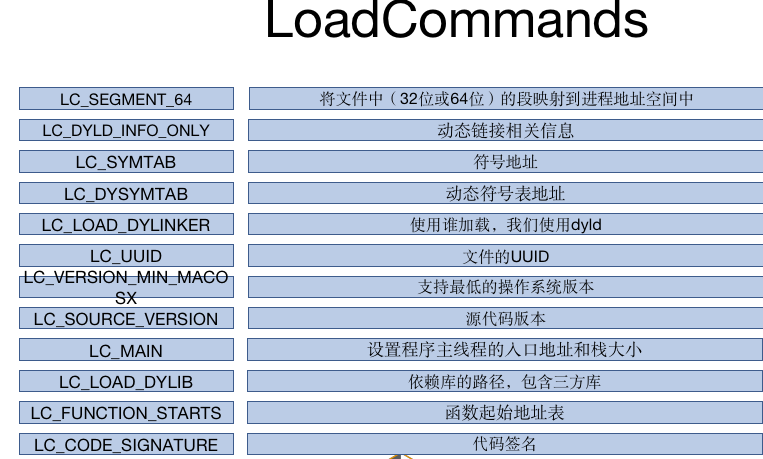 LoadCommands
LC_SEGMENT_64 将文件中（32位或64位）的段映射到进程地址空间中
LC_DYLD_INFO_ONLY 动态链接相关信息
LC_SYMTAB 符号地址
LC_DYSYMTAB 动态符号表地址
LC_LOAD_DYLINKER 使用谁加载，我们使用dyld
LC_UUID 文件的UUID
LC_VERSION_MIN_MACO
SX 支持最低的操作系统版本
LC_SOURCE_VERSION 源代码版本
LC_MAIN 设置程序主线程的入口地址和栈大小
LC_LOAD_DYLIB 依赖库的路径，包含三方库
LC_FUNCTION_STARTS 函数起始地址表
LC_CODE_SIGNATURE 代码签名